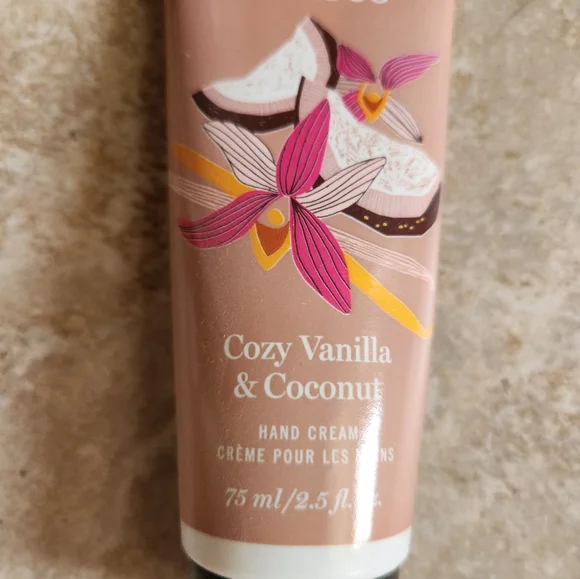 Cozy Vanilla
& Coconut
HAND CREAM
CRÈME POUR LES
75 ml/2.5 fl.